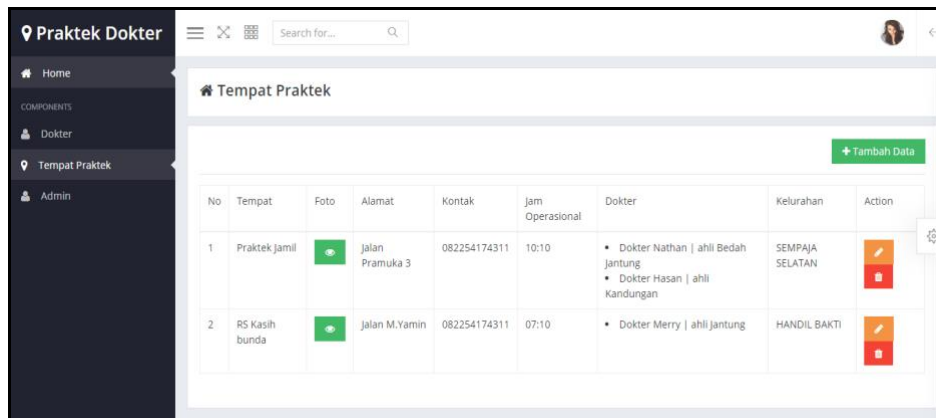 Praktek Dokter
Search for...
Home
COMPONENTS
Dokter
Tempat Praktek
Admin
Tempat Praktek
+ Tambah Data
No Tempat Foto Alamat Kontak Jam Operasional Dokter Kelurahan Action
1 Praktek Jamil Jalan Pramuka 3 082254174311 10:10 • Dokter Nathan | ahli Bedah Jantung • Dokter Hasan | ahli Kandungan SEMPAJA SELATAN
2 RS Kasih bunda Jalan M.Yamin 082254174311 07:10 • Dokter Merry | ahli Jantung HANDIL BAKTI